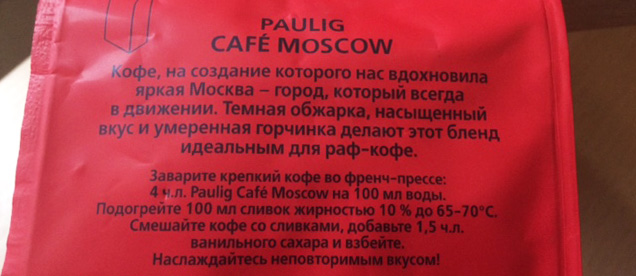 PAULIG
CAFÉ MOSCOW
Кофе, на создание которого нас вдохновила
яркая Москва – город, который всегда
в движении. Темная обжарка, насыщенный
вкус и умеренная горчинка делают этот бленд
идеальным для раф-кофе.
Заварите крепкий кофе во френч-прессе:
4 ч.л. Paulig Café Moscow на 100 мл воды.
Подогрейте 100 мл сливок жирностью 10 % до 65–70°C.
Смешайте кофе со сливками, добавьте 1,5 ч.л.
ванильного сахара и взбейте.
Наслаждайтесь неповторимым вкусом!